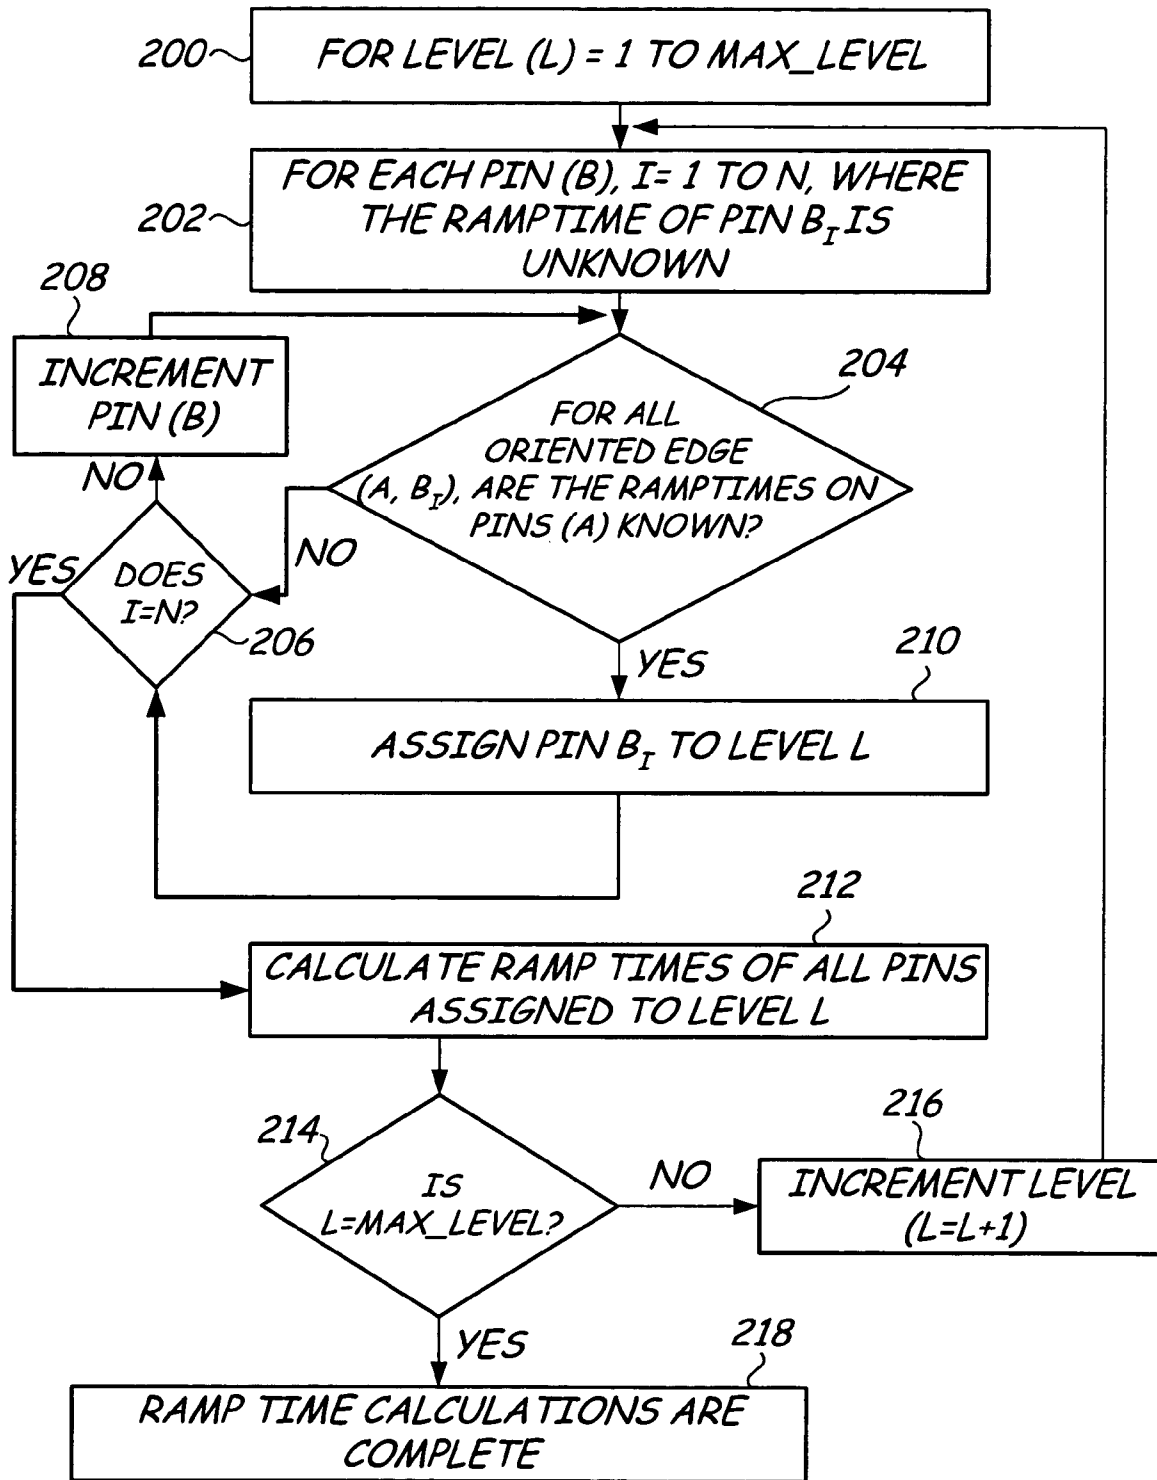 200
FOR LEVEL (L) = 1 TO MAX_LEVEL
202
FOR EACH PIN (B), I= 1 TO N, WHERE
THE RAMPTIME OF PIN B_I IS
UNKNOWN
208
INCREMENT
PIN (B)
204
FOR ALL
ORIENTED EDGE
(A, B_I), ARE THE RAMPTIMES ON
PINS (A) KNOWN?
NO
NO
YES
DOES
I=N?
206
YES
210
ASSIGN PIN B_I TO LEVEL L
212
CALCULATE RAMP TIMES OF ALL PINS
ASSIGNED TO LEVEL L
214
IS
L=MAX_LEVEL?
NO
216
INCREMENT LEVEL
(L=L+1)
YES
218
RAMP TIME CALCULATIONS ARE
COMPLETE